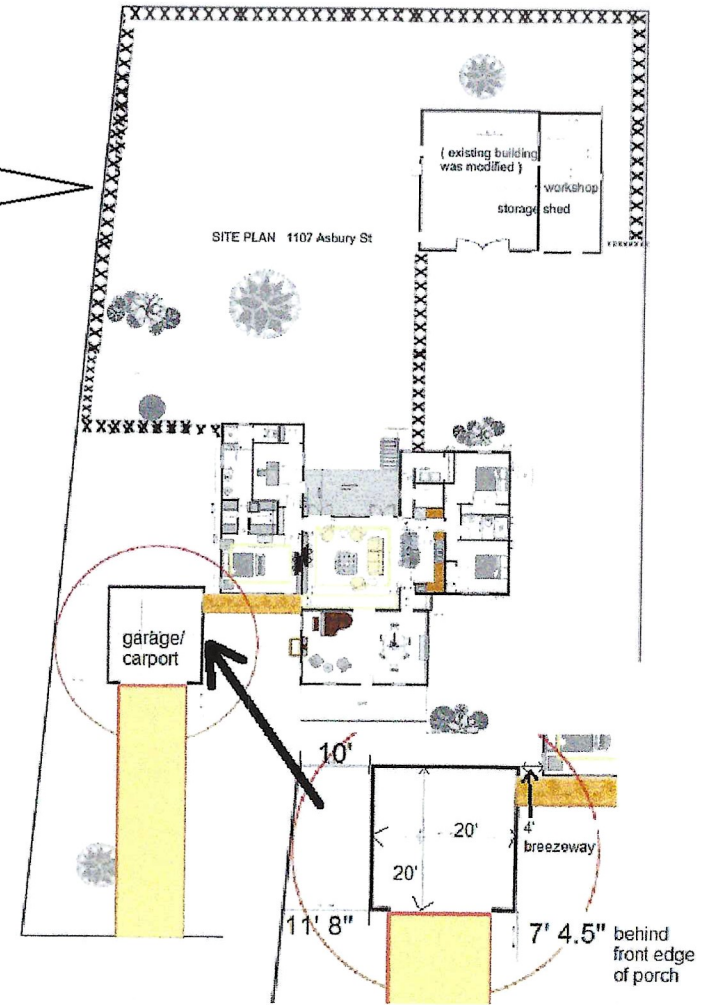 ( existing building
was modified )
workshop
storage shed
SITE PLAN 1107 Asbury St
garage/
carport
10'
20'
20'
4'
breezeway
11' 8"
7' 4.5" behind
front edge
of porch